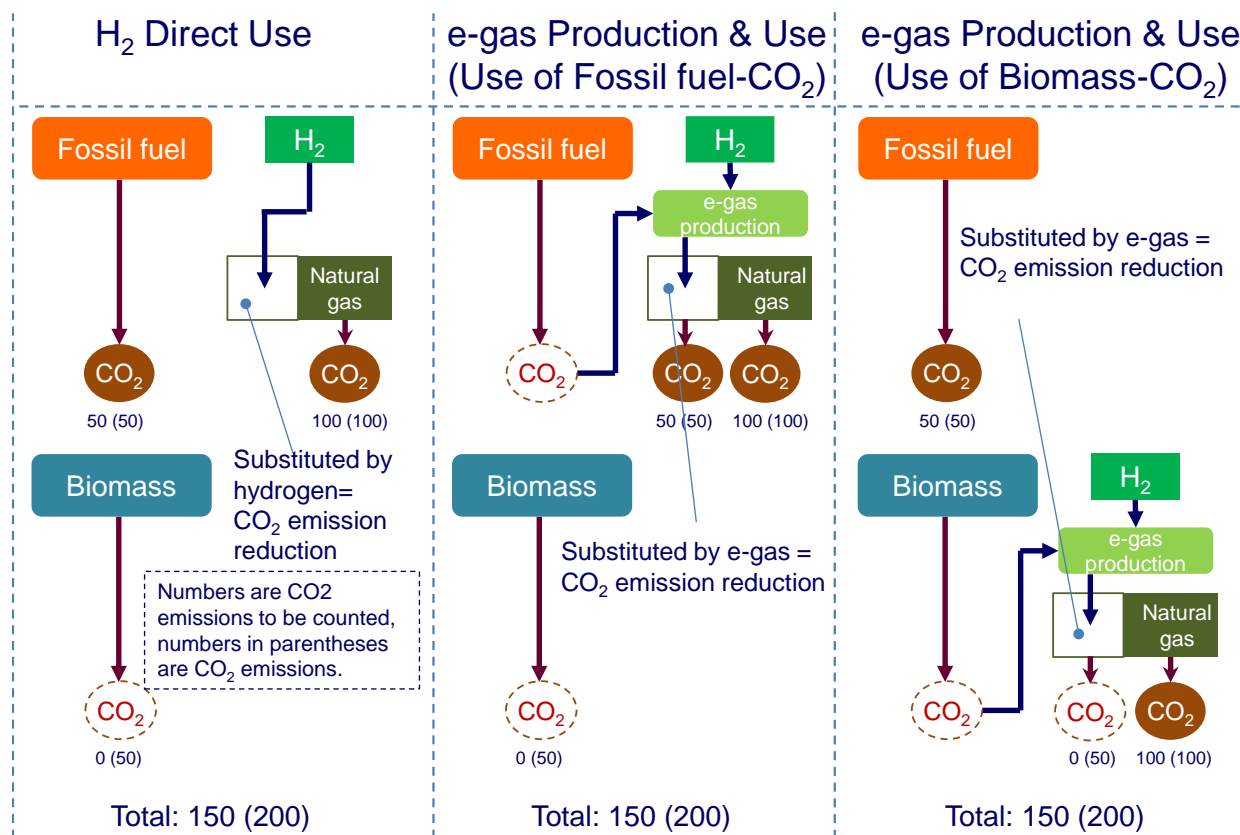 H₂ Direct Use
Fossil fuel
H₂
Natural
gas
CO₂
CO₂
50 (50)
100 (100)
Biomass
Substituted by
hydrogen=
CO₂ emission
reduction
Numbers are CO2
emissions to be counted,
numbers in parentheses
are CO₂ emissions.
CO₂
0 (50)
Total: 150 (200)
e-gas Production & Use
(Use of Fossil fuel-CO₂)
Fossil fuel
H₂
e-gas
production
Natural
gas
CO₂
CO₂
CO₂
50 (50)
100 (100)
Biomass
Substituted by e-gas =
CO₂ emission reduction
CO₂
0 (50)
Total: 150 (200)
e-gas Production & Use
(Use of Biomass-CO₂)
Fossil fuel
Substituted by e-gas =
CO₂ emission reduction
CO₂
50 (50)
Biomass
H₂
e-gas
production
Natural
gas
CO₂
CO₂
CO₂
0 (50)
100 (100)
Total: 150 (200)